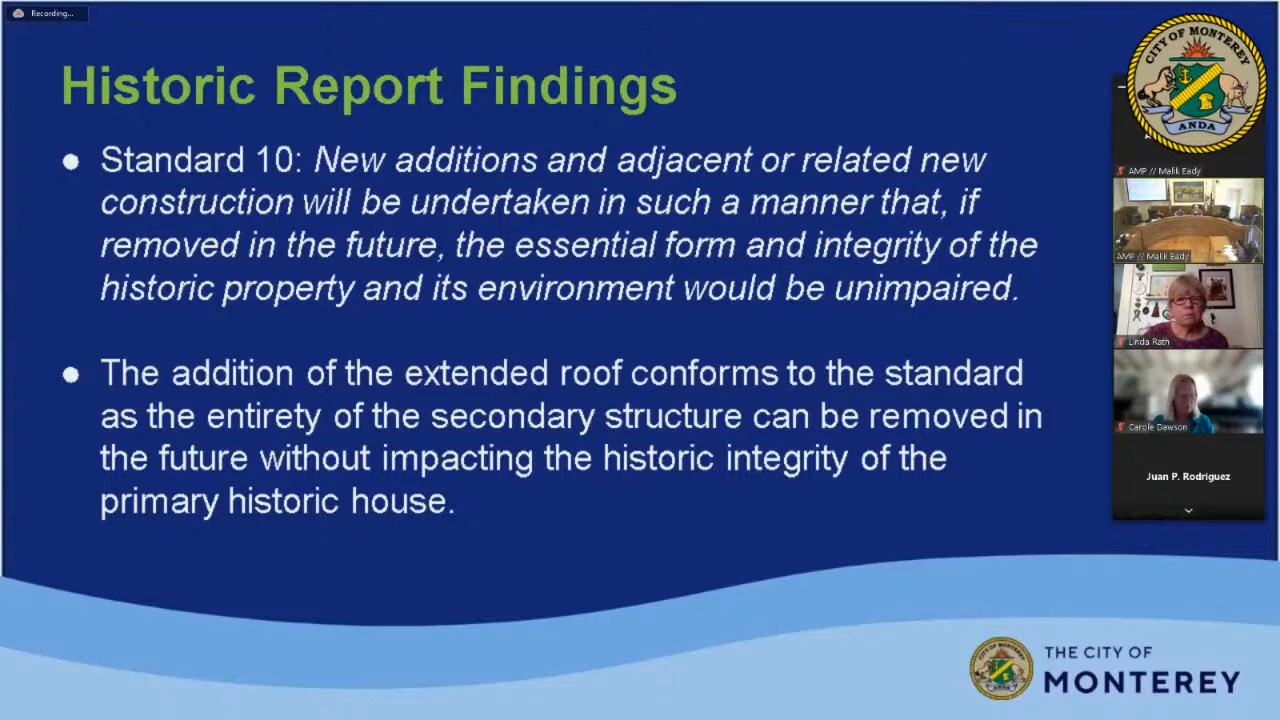 Recording...
Historic Report Findings
● Standard 10: New additions and adjacent or related new
construction will be undertaken in such a manner that, if
removed in the future, the essential form and integrity of the
historic property and its environment would be unimpaired.
● The addition of the extended roof conforms to the standard
as the entirety of the secondary structure can be removed in
the future without impacting the historic integrity of the
primary historic house.
CITY OF MONTEREY
ANDA
AMP // Malik Eady
AMP // Malik Eady
Linda Rath
Carole Dawson
Juan P. Rodriguez
CITY OF MONTEREY
ANDA
THE CITY OF
MONTEREY